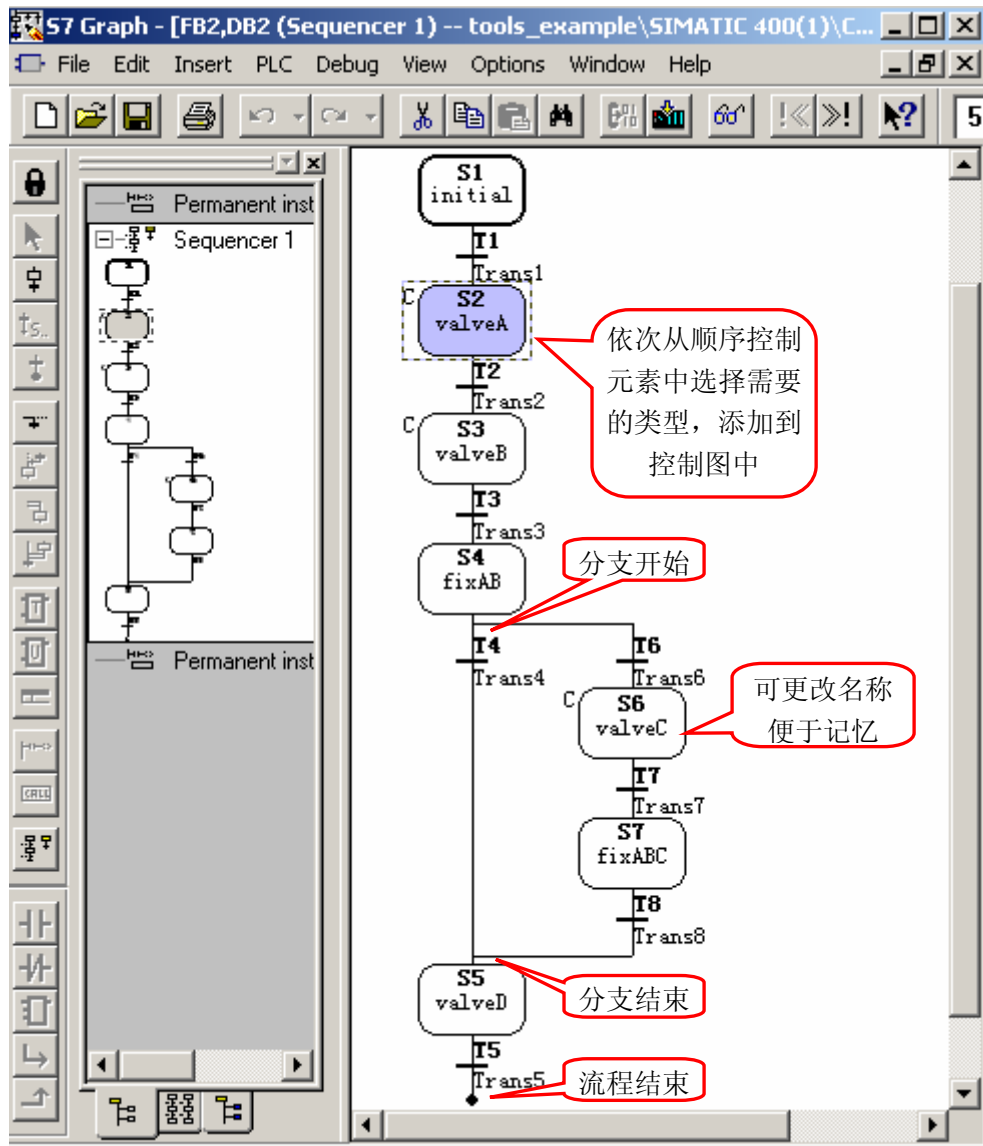 S7 Graph - [FB2,DB2 (Sequencer 1) -- tools_example\SIMATIC 400(1)\C...
File Edit Insert PLC Debug View Options Window Help
5
Permanent inst
Sequencer 1
Permanent inst
S1
initial
T1
Trans1
C
S2
valveA
依次从顺序控制
元素中选择需要
的类型，添加到
控制图中
T2
Trans2
C
S3
valveB
T3
Trans3
S4
fixAB
分支开始
T4
Trans4
T6
Trans6
C
S6
valveC
可更改名称
便于记忆
T7
Trans7
S7
fixABC
T8
Trans8
S5
valveD
分支结束
T5
Trans5
流程结束
CALL